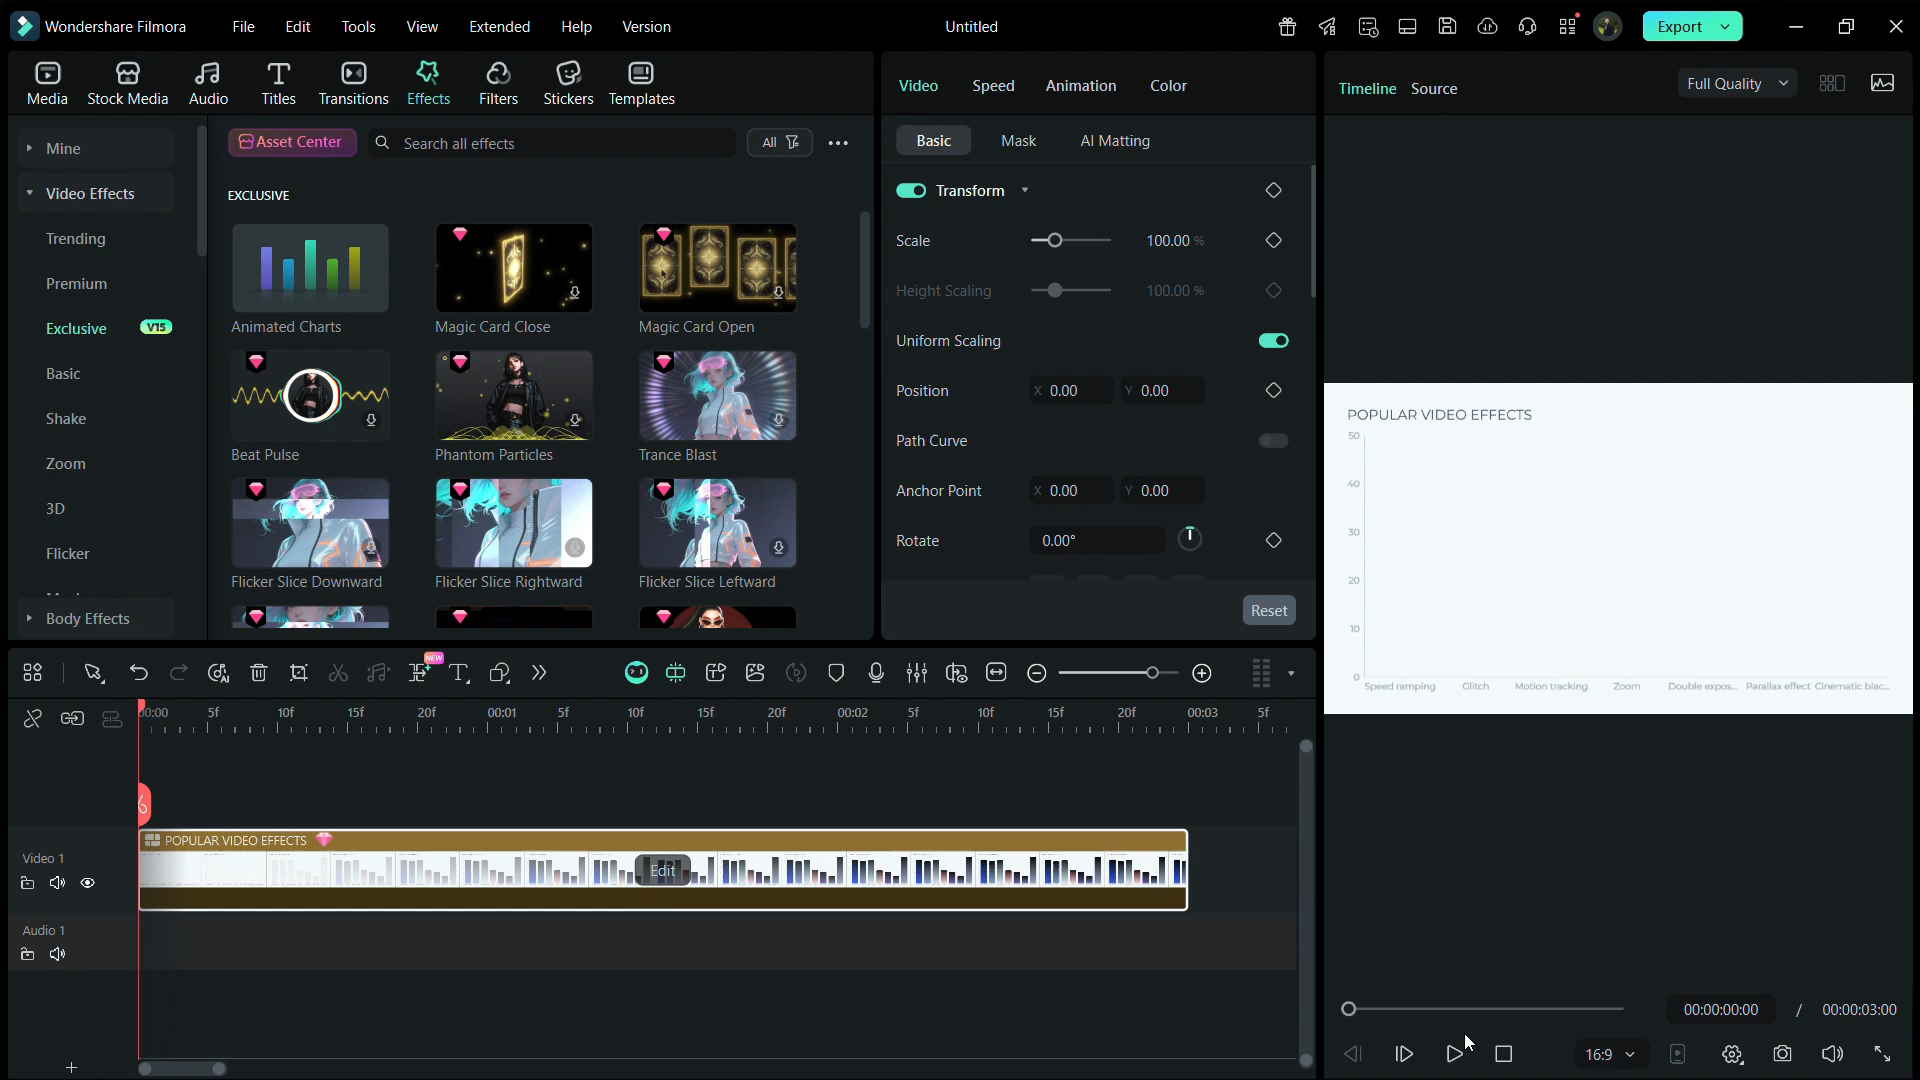 Wondershare Filmora File Edit Tools View Extended Help Version Untitled Export
Media Stock Media Audio Titles Transitions Effects Filters Stickers Templates
Mine
Video Effects
Trending
Premium
Exclusive V15
Basic
Shake
Zoom
3D
Flicker
Body Effects
Asset Center Search all effects All
EXCLUSIVE
Animated Charts Magic Card Close Magic Card Open
Beat Pulse Phantom Particles Trance Blast
Flicker Slice Downward Flicker Slice Rightward Flicker Slice Leftward
Video Speed Animation Color
Basic Mask AI Matting
Transform
Scale 100.00 %
Height Scaling 100.00 %
Uniform Scaling
Position X 0.00 Y 0.00
Path Curve
Anchor Point X 0.00 Y 0.00
Rotate 0.00°
Reset
Timeline Source Full Quality
POPULAR VIDEO EFFECTS
50
40
30
20
10
0
Speed ramping Glitch Motion tracking Zoom Double expos... Parallax effect Cinematic blac...
00:00:00:00 / 00:00:03:00
16:9
NEW
00:00 5f 10f 15f 20f 00:01 5f 10f 15f 20f 00:02 5f 10f 15f 20f 00:03 5f
POPULAR VIDEO EFFECTS
Video 1
Edit
Audio 1